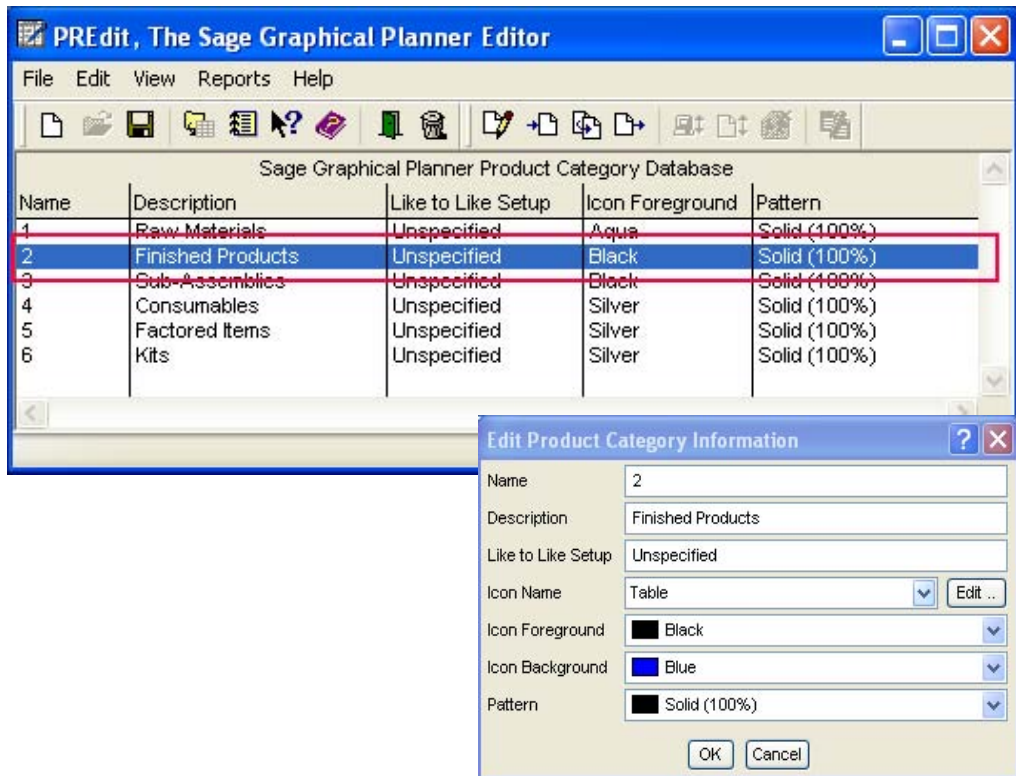 PREdit, The Sage Graphical Planner Editor
File Edit View Reports Help
Sage Graphical Planner Product Category Database
Name Description Like to Like Setup Icon Foreground Pattern
1 Raw Materials Unspecified Aqua Solid (100%)
2 Finished Products Unspecified Black Solid (100%)
3 Sub-Assemblies Unspecified Black Solid (100%)
4 Consumables Unspecified Silver Solid (100%)
5 Factored Items Unspecified Silver Solid (100%)
6 Kits Unspecified Silver Solid (100%)
Edit Product Category Information
Name 2
Description Finished Products
Like to Like Setup Unspecified
Icon Name Table Edit ..
Icon Foreground Black
Icon Background Blue
Pattern Solid (100%)
OK Cancel